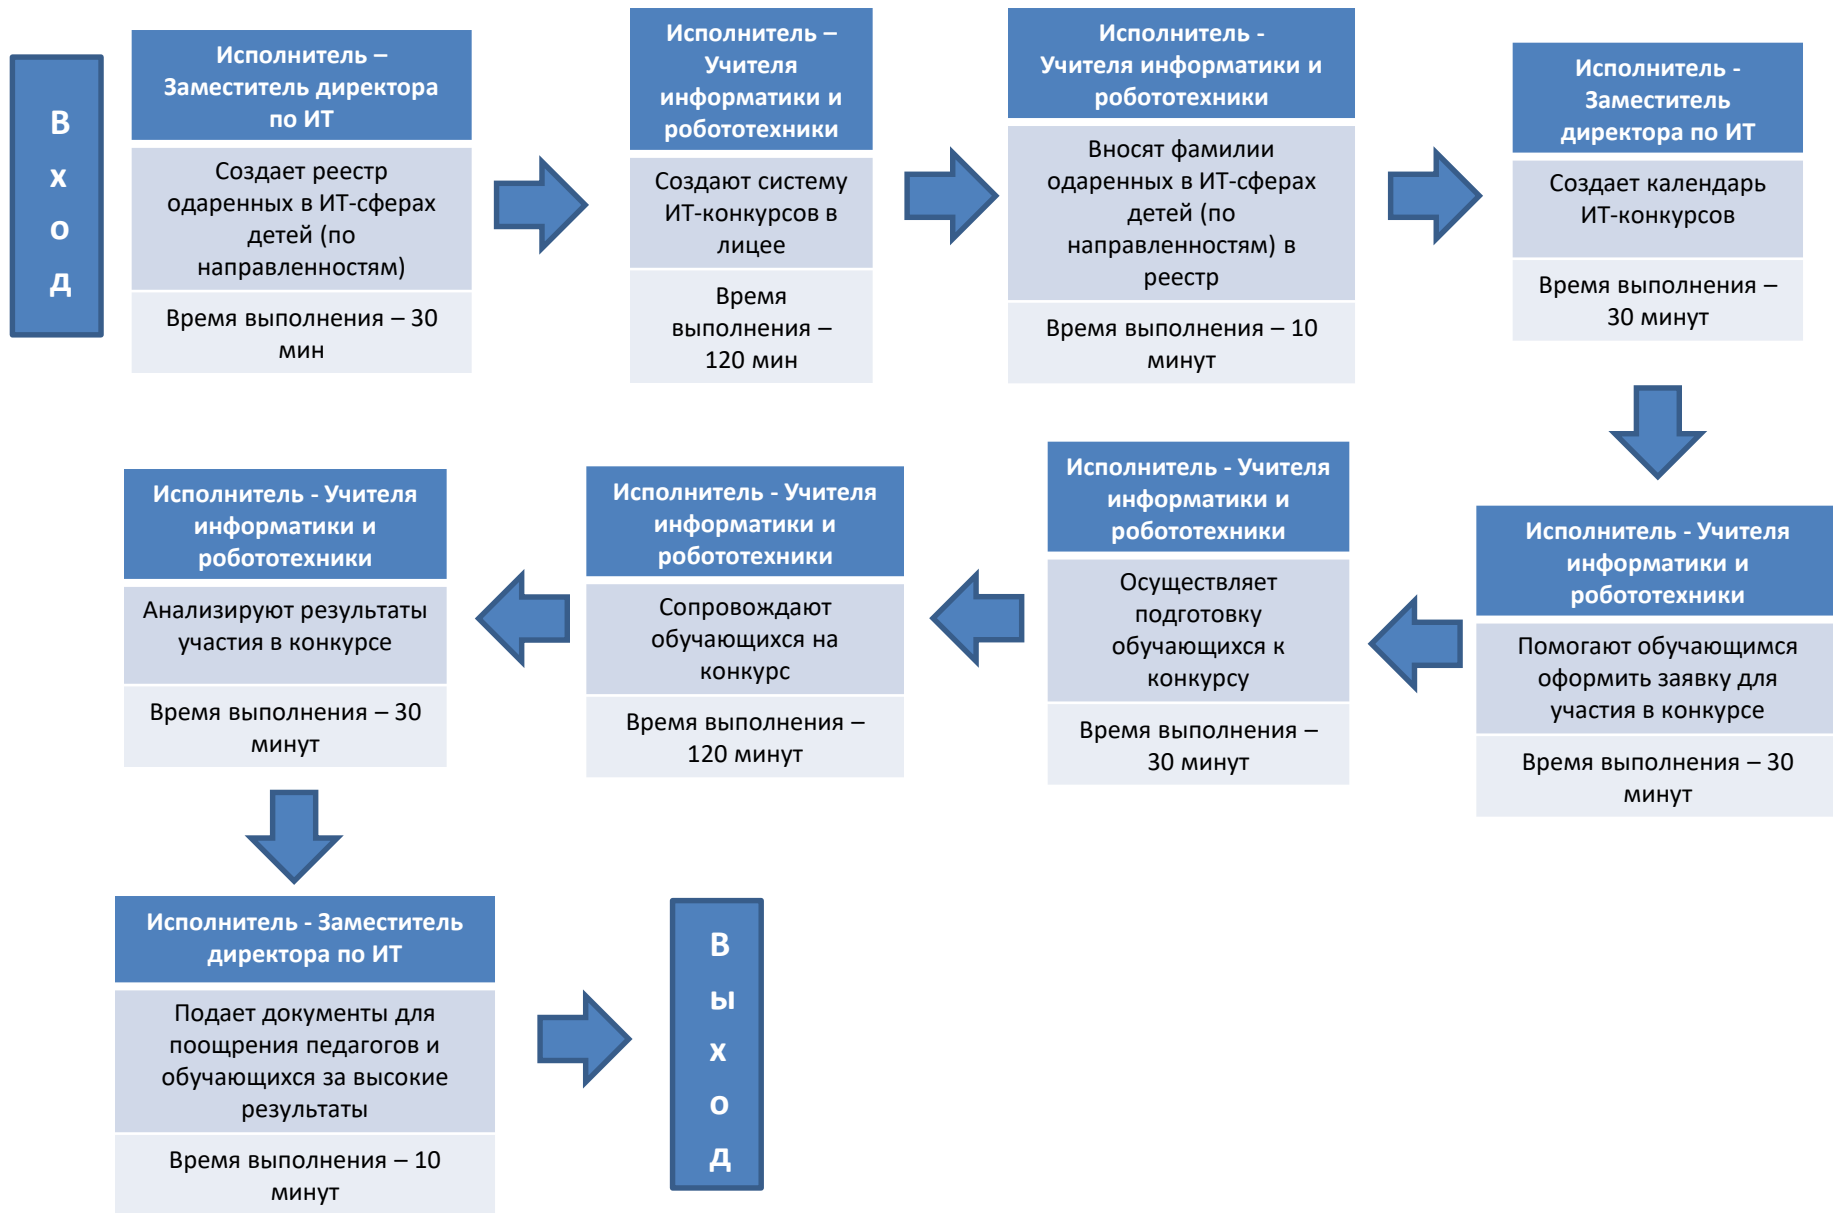 Вход
Исполнитель –
Заместитель директора
по ИТ
Создает реестр
одаренных в ИТ-сферах
детей (по
направленностям)
Время выполнения – 30
мин
Исполнитель –
Учителя
информатики и
робототехники
Создают систему
ИТ-конкурсов в
лицее
Время
выполнения –
120 мин
Исполнитель -
Учителя информатики и
робототехники
Вносят фамилии
одаренных в ИТ-сферах
детей (по
направленностям) в
реестр
Время выполнения – 10
минут
Исполнитель -
Заместитель
директора по ИТ
Создает календарь
ИТ-конкурсов
Время выполнения –
30 минут
Исполнитель - Учителя
информатики и
робототехники
Помогают обучающимся
оформить заявку для
участия в конкурсе
Время выполнения – 30
минут
Исполнитель - Учителя
информатики и
робототехники
Осуществляет
подготовку
обучающихся к
конкурсу
Время выполнения –
30 минут
Исполнитель - Учителя
информатики и
робототехники
Сопровождают
обучающихся на
конкурс
Время выполнения –
120 минут
Исполнитель - Учителя
информатики и
робототехники
Анализируют результаты
участия в конкурсе
Время выполнения – 30
минут
Исполнитель - Заместитель
директора по ИТ
Подает документы для
поощрения педагогов и
обучающихся за высокие
результаты
Время выполнения – 10
минут
Выход